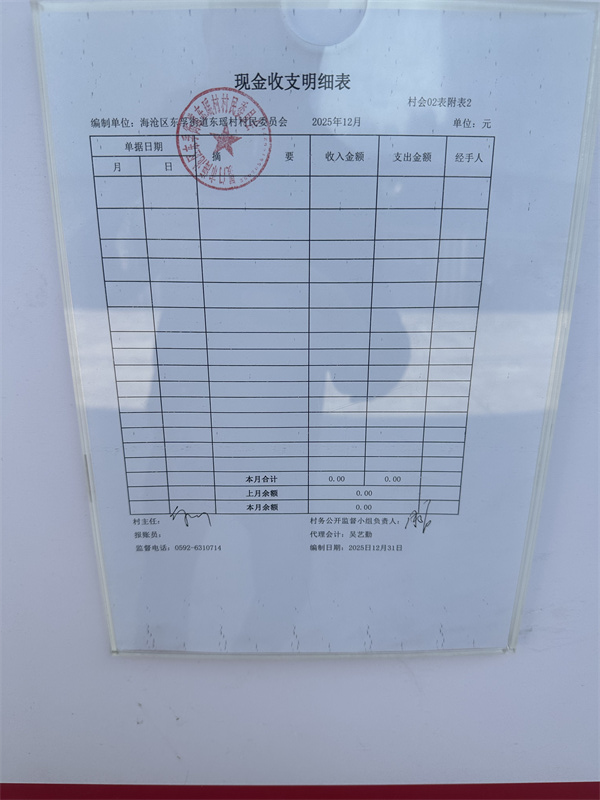 现金收支明细表
村会02表附表2
编制单位：海沧区东孚街道东瑶村村民委员会 2025年12月 单位：元
单据日期 摘 要 收入金额 支出金额 经手人
月 日
本月合计 0.00 0.00
上月余额 0.00
本月余额 0.00
村主任： 村务公开监督小组负责人：
报账员： 代理会计：吴艺勤
监督电话：0592-6310714 编制日期：2025日12月31日